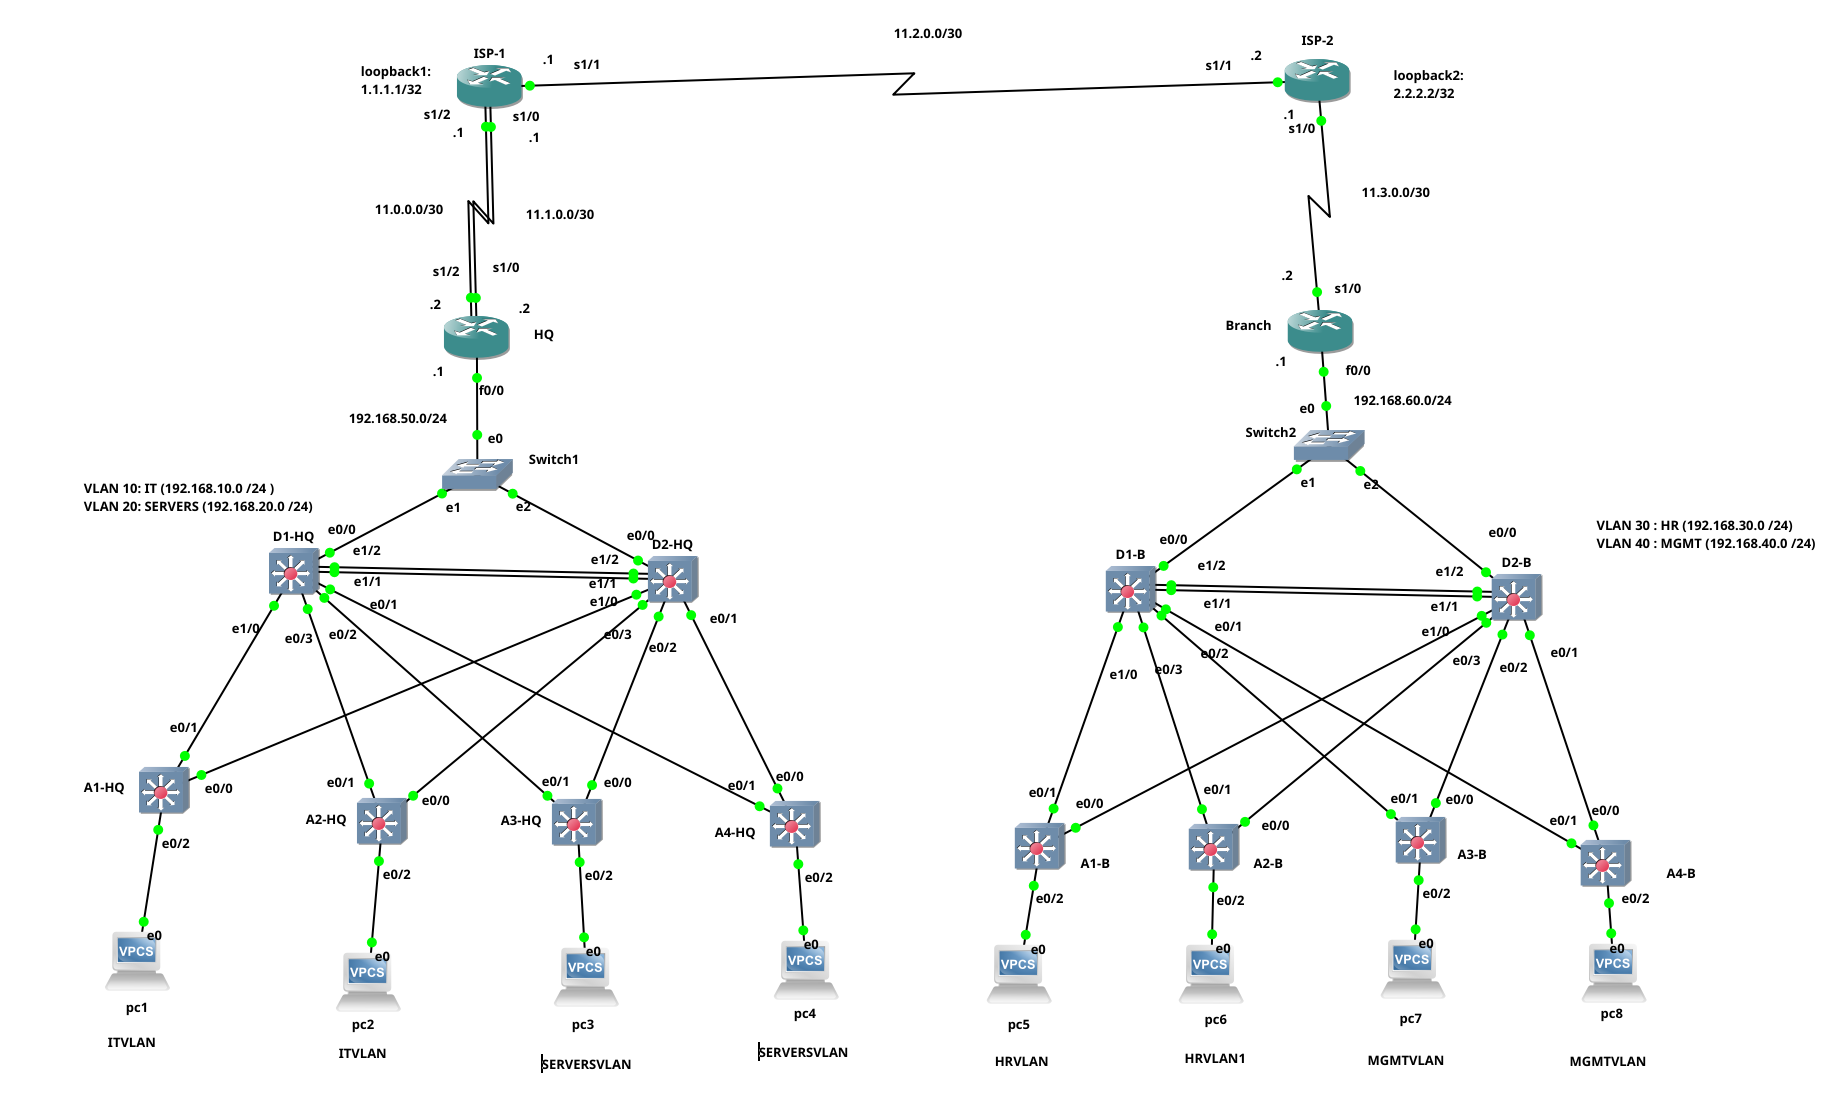 11.2.0.0/30
ISP-1
ISP-2
.1
s1/1
s1/1
.2
loopback1:
1.1.1.1/32
loopback2:
2.2.2.2/32
s1/2
s1/0
.1
.1
.1
s1/0
11.0.0.0/30
11.1.0.0/30
11.3.0.0/30
s1/2
s1/0
.2
.2
HQ
.2
s1/0
Branch
.1
f0/0
.1
f0/0
192.168.50.0/24
e0
192.168.60.0/24
e0
Switch1
Switch2
e1
e2
e1
e2
VLAN 10: IT (192.168.10.0 /24 )
VLAN 20: SERVERS (192.168.20.0 /24)
VLAN 30 : HR (192.168.30.0 /24)
VLAN 40 : MGMT (192.168.40.0 /24)
D1-HQ
e0/0
e1/2
e1/1
e0/1
e1/0
e0/3
e0/2
e0/0
D2-HQ
e1/2
e1/1
e1/0
e0/3
e0/2
e0/1
D1-B
e0/0
e1/2
e1/1
e0/1
e0/2
e1/0
e0/3
e0/0
D2-B
e1/2
e1/1
e1/0
e0/3
e0/2
e0/1
A1-HQ
e0/1
e0/0
e0/2
A2-HQ
e0/1
e0/0
e0/2
A3-HQ
e0/1
e0/0
e0/2
A4-HQ
e0/1
e0/0
e0/2
e0/1
e0/0
A1-B
e0/2
e0/1
e0/0
A2-B
e0/2
e0/1
e0/0
A3-B
e0/2
e0/1
e0/0
A4-B
e0/2
e0
VPCS
pc1
ITVLAN
e0
VPCS
pc2
ITVLAN
e0
VPCS
pc3
SERVERSVLAN
e0
VPCS
pc4
SERVERSVLAN
e0
VPCS
pc5
HRVLAN
e0
VPCS
pc6
HRVLAN1
e0
VPCS
pc7
MGMTVLAN
e0
VPCS
pc8
MGMTVLAN